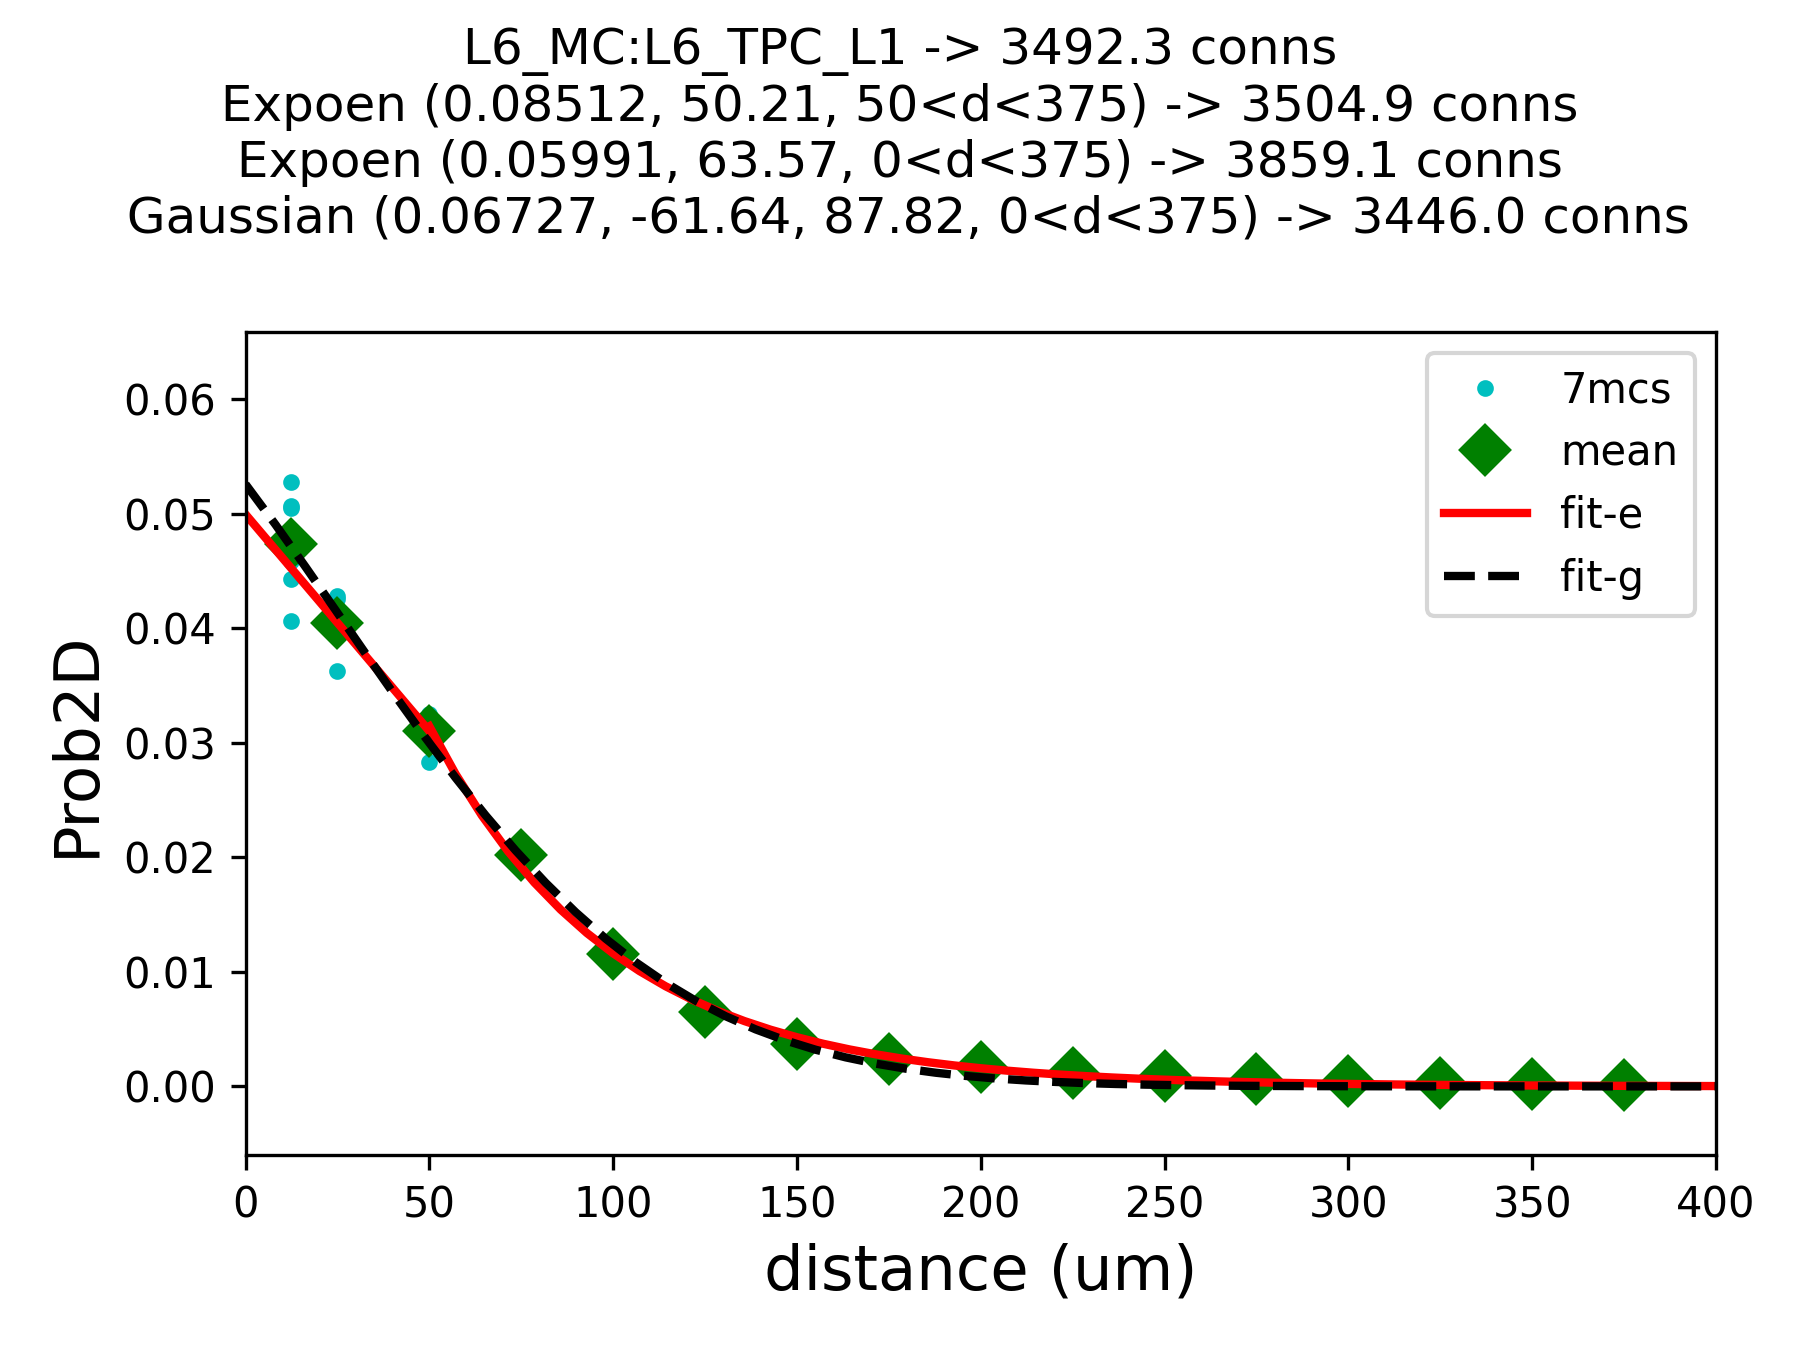 L6_MC:L6_TPC_L1 -> 3492.3 conns
Expoen (0.08512, 50.21, 50<d<375) -> 3504.9 conns
Expoen (0.05991, 63.57, 0<d<375) -> 3859.1 conns
Gaussian (0.06727, -61.64, 87.82, 0<d<375) -> 3446.0 conns
7mcs
mean
fit-e
fit-g
Prob2D
0.06
0.05
0.04
0.03
0.02
0.01
0.00
0 50 100 150 200 250 300 350 400
distance (um)